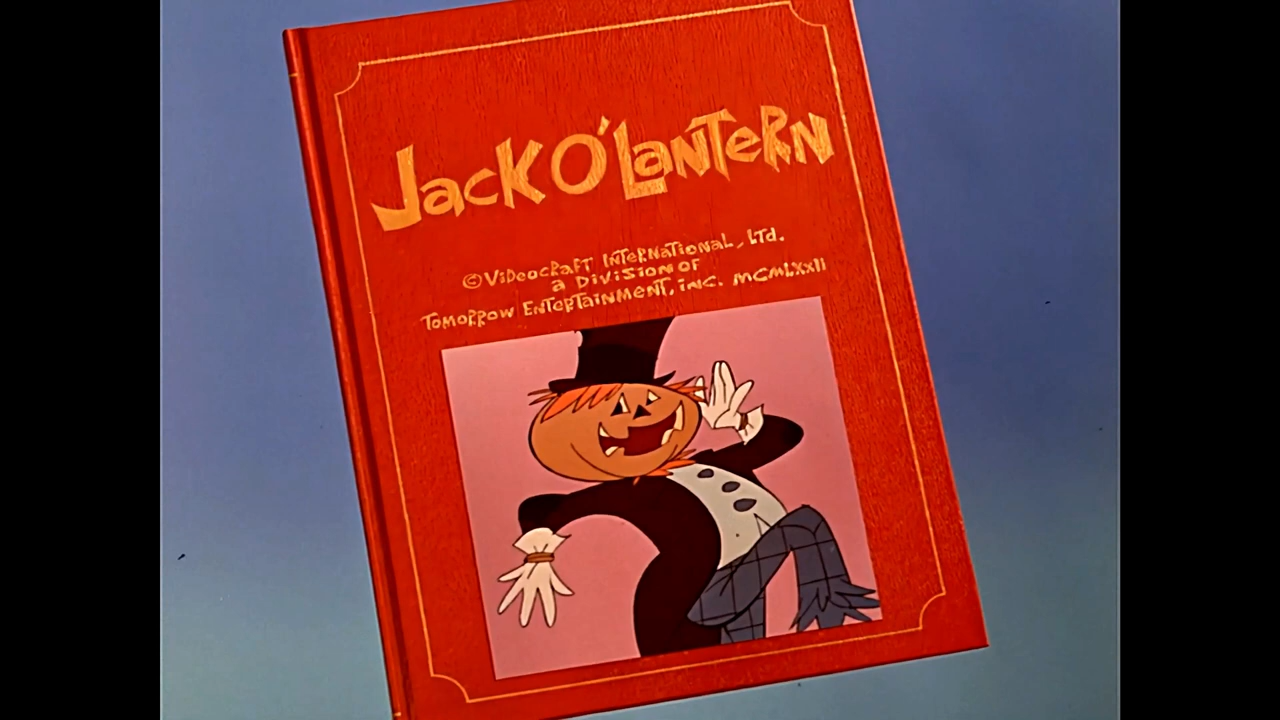 Jack O'Lantern
© Videocraft International, Ltd.
a Division of
Tomorrow Entertainment, Inc. MCMLXXII